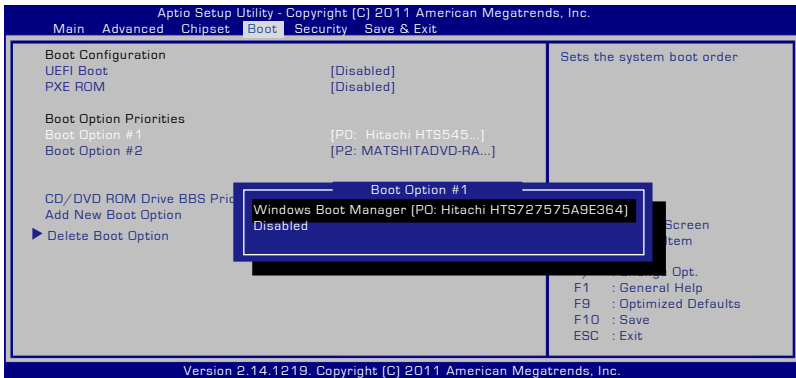 Aptio Setup Utility - Copyright (C) 2011 American Megatrends, Inc.
Main Advanced Chipset Boot Security Save & Exit
Boot Configuration
UEFI Boot [Disabled]
PXE ROM [Disabled]
Boot Option Priorities
Boot Option #1 [P0: Hitachi HTS545...]
Boot Option #2 [P2: MATSHITADVD-RA...]
CD/DVD ROM Drive BBS Prio
Add New Boot Option
Delete Boot Option
Boot Option #1
Windows Boot Manager (P0: Hitachi HTS727575A9E364)
Disabled
Sets the system boot order
Screen
Item
Opt.
F1 : General Help
F9 : Optimized Defaults
F10 : Save
ESC : Exit
Version 2.14.1219. Copyright (C) 2011 American Megatrends, Inc.